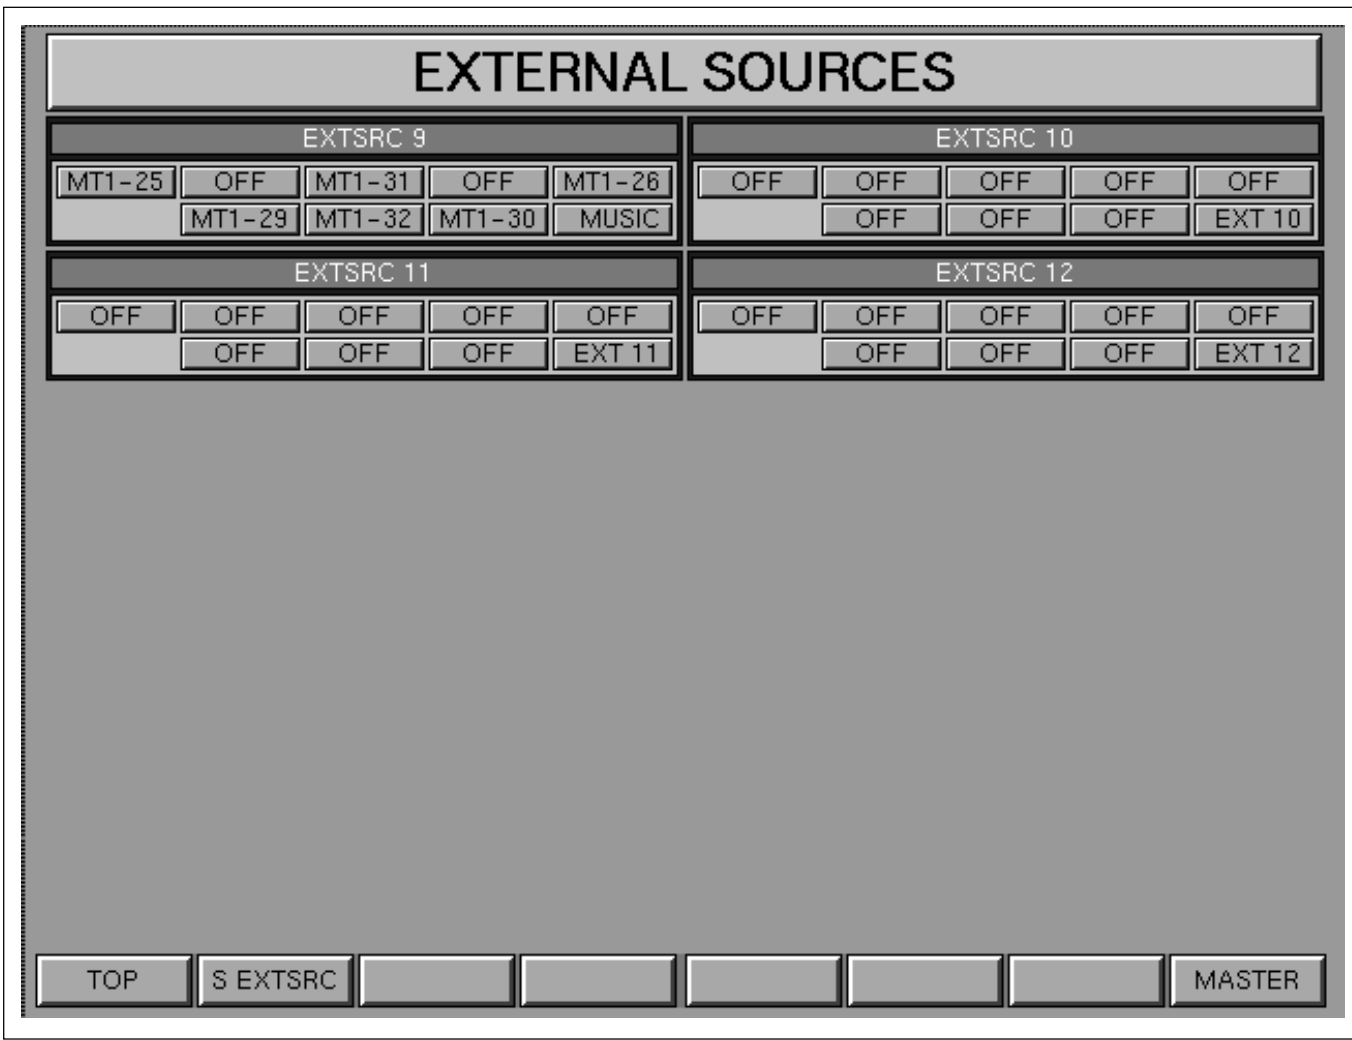 EXTERNAL SOURCES
EXTSRC 9
MT1-25 OFF MT1-31 OFF MT1-26
MT1-29 MT1-32 MT1-30 MUSIC
EXTSRC 10
OFF OFF OFF OFF OFF
OFF OFF OFF EXT 10
EXTSRC 11
OFF OFF OFF OFF OFF
OFF OFF OFF EXT 11
EXTSRC 12
OFF OFF OFF OFF OFF
OFF OFF OFF EXT 12
TOP S EXTSRC MASTER